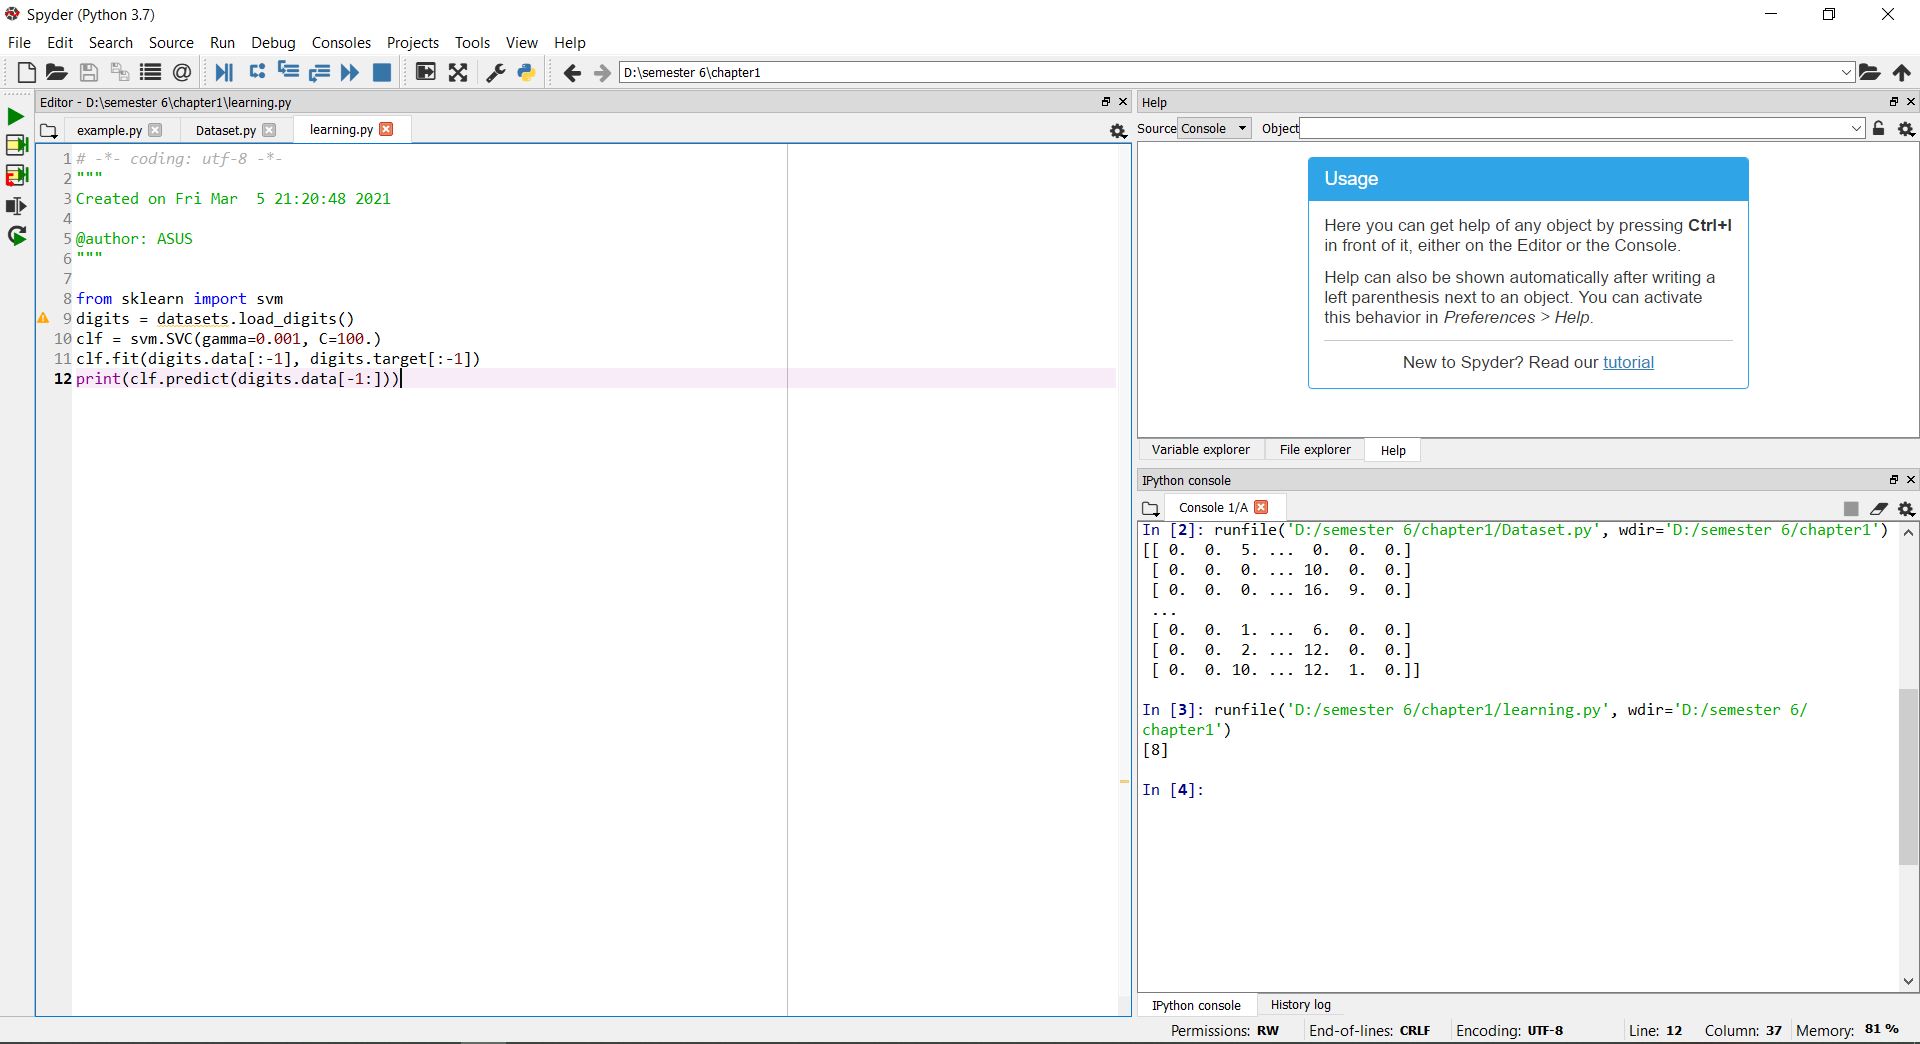 Spyder (Python 3.7)
File Edit Search Source Run Debug Consoles Projects Tools View Help
D:\semester 6\chapter1
Editor - D:\semester 6\chapter1\learning.py
example.py Dataset.py learning.py
1 # -*- coding: utf-8 -*-
2 """
3 Created on Fri Mar  5 21:20:48 2021
4
5 @author: ASUS
6 """
7
8 from sklearn import svm
9 digits = datasets.load_digits()
10 clf = svm.SVC(gamma=0.001, C=100.)
11 clf.fit(digits.data[:-1], digits.target[:-1])
12 print(clf.predict(digits.data[-1:]))
Help
Source Console Object
Usage
Here you can get help of any object by pressing Ctrl+I
in front of it, either on the Editor or the Console.
Help can also be shown automatically after writing a
left parenthesis next to an object. You can activate
this behavior in Preferences > Help.
New to Spyder? Read our tutorial
Variable explorer File explorer Help
IPython console
Console 1/A
In [2]: runfile('D:/semester 6/chapter1/Dataset.py', wdir='D:/semester 6/chapter1')
[[ 0.  0.  5. ...  0.  0.  0.]
 [ 0.  0.  0. ... 10.  0.  0.]
 [ 0.  0.  0. ... 16.  9.  0.]
 ...
 [ 0.  0.  1. ...  6.  0.  0.]
 [ 0.  0.  2. ... 12.  0.  0.]
 [ 0.  0. 10. ... 12.  1.  0.]]
In [3]: runfile('D:/semester 6/chapter1/learning.py', wdir='D:/semester 6/
chapter1')
[8]
In [4]:
IPython console History log
Permissions: RW End-of-lines: CRLF Encoding: UTF-8 Line: 12 Column: 37 Memory: 81 %